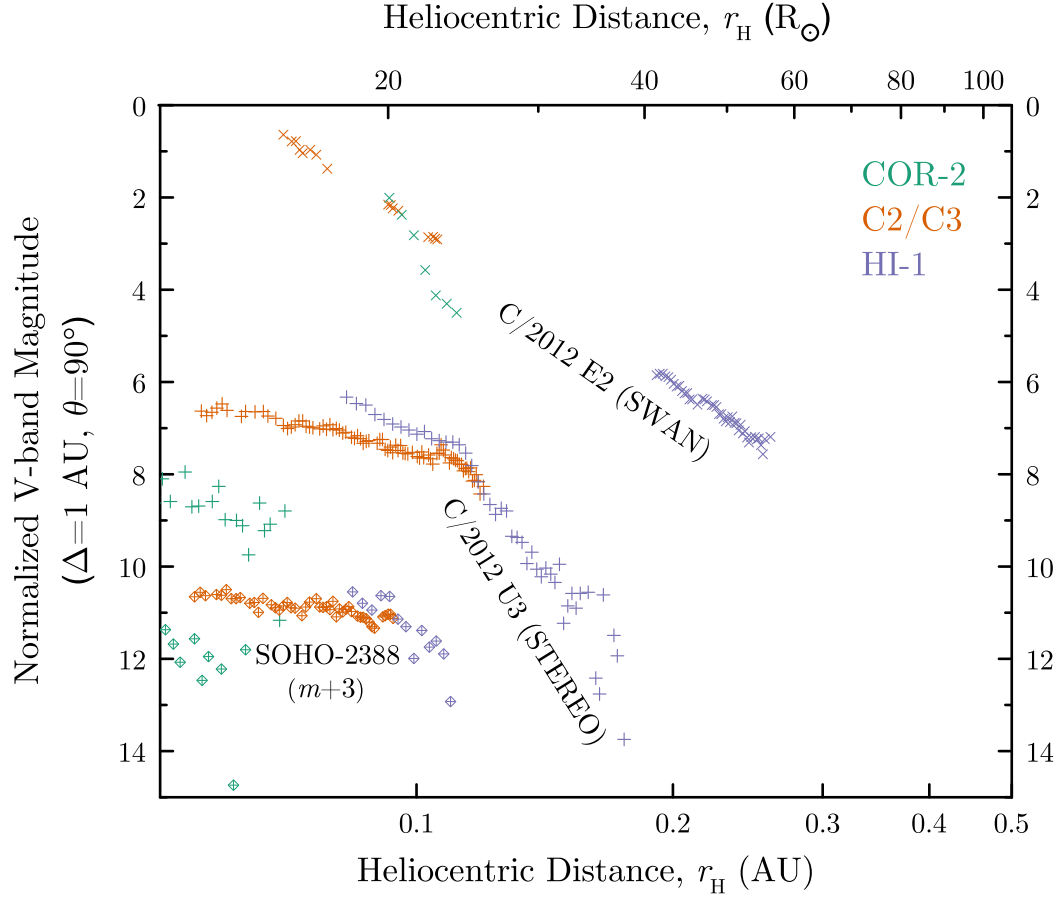 Heliocentric Distance, r_H (R_⊙)
20 40 60 80 100
0 0
2 2
4 4
6 6
8 8
10 10
12 12
14 14
COR-2
C2/C3
HI-1
Normalized V-band Magnitude
(Δ=1 AU, θ=90°)
C/2012 E2 (SWAN)
C/2012 U3 (STEREO)
SOHO-2388
(m+3)
0.1 0.2 0.3 0.4 0.5
Heliocentric Distance, r_H (AU)